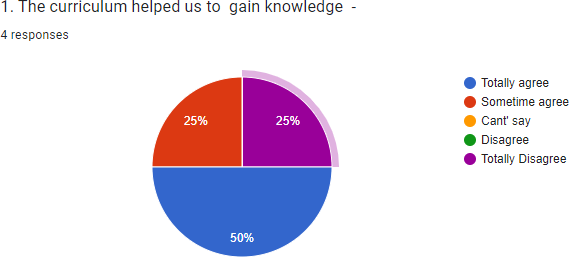 1. The curriculum helped us to  gain knowledge  -
4 responses
25%
25%
50%
Totally agree
Sometime agree
Cant' say
Disagree
Totally Disagree